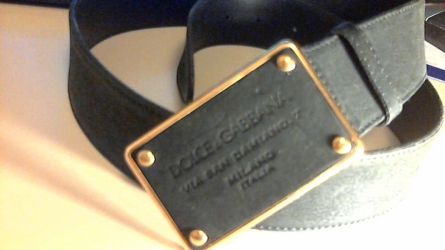 DOLCE&GABBANA
VIA SAN DAMIANO.7
MILANO
ITALIA